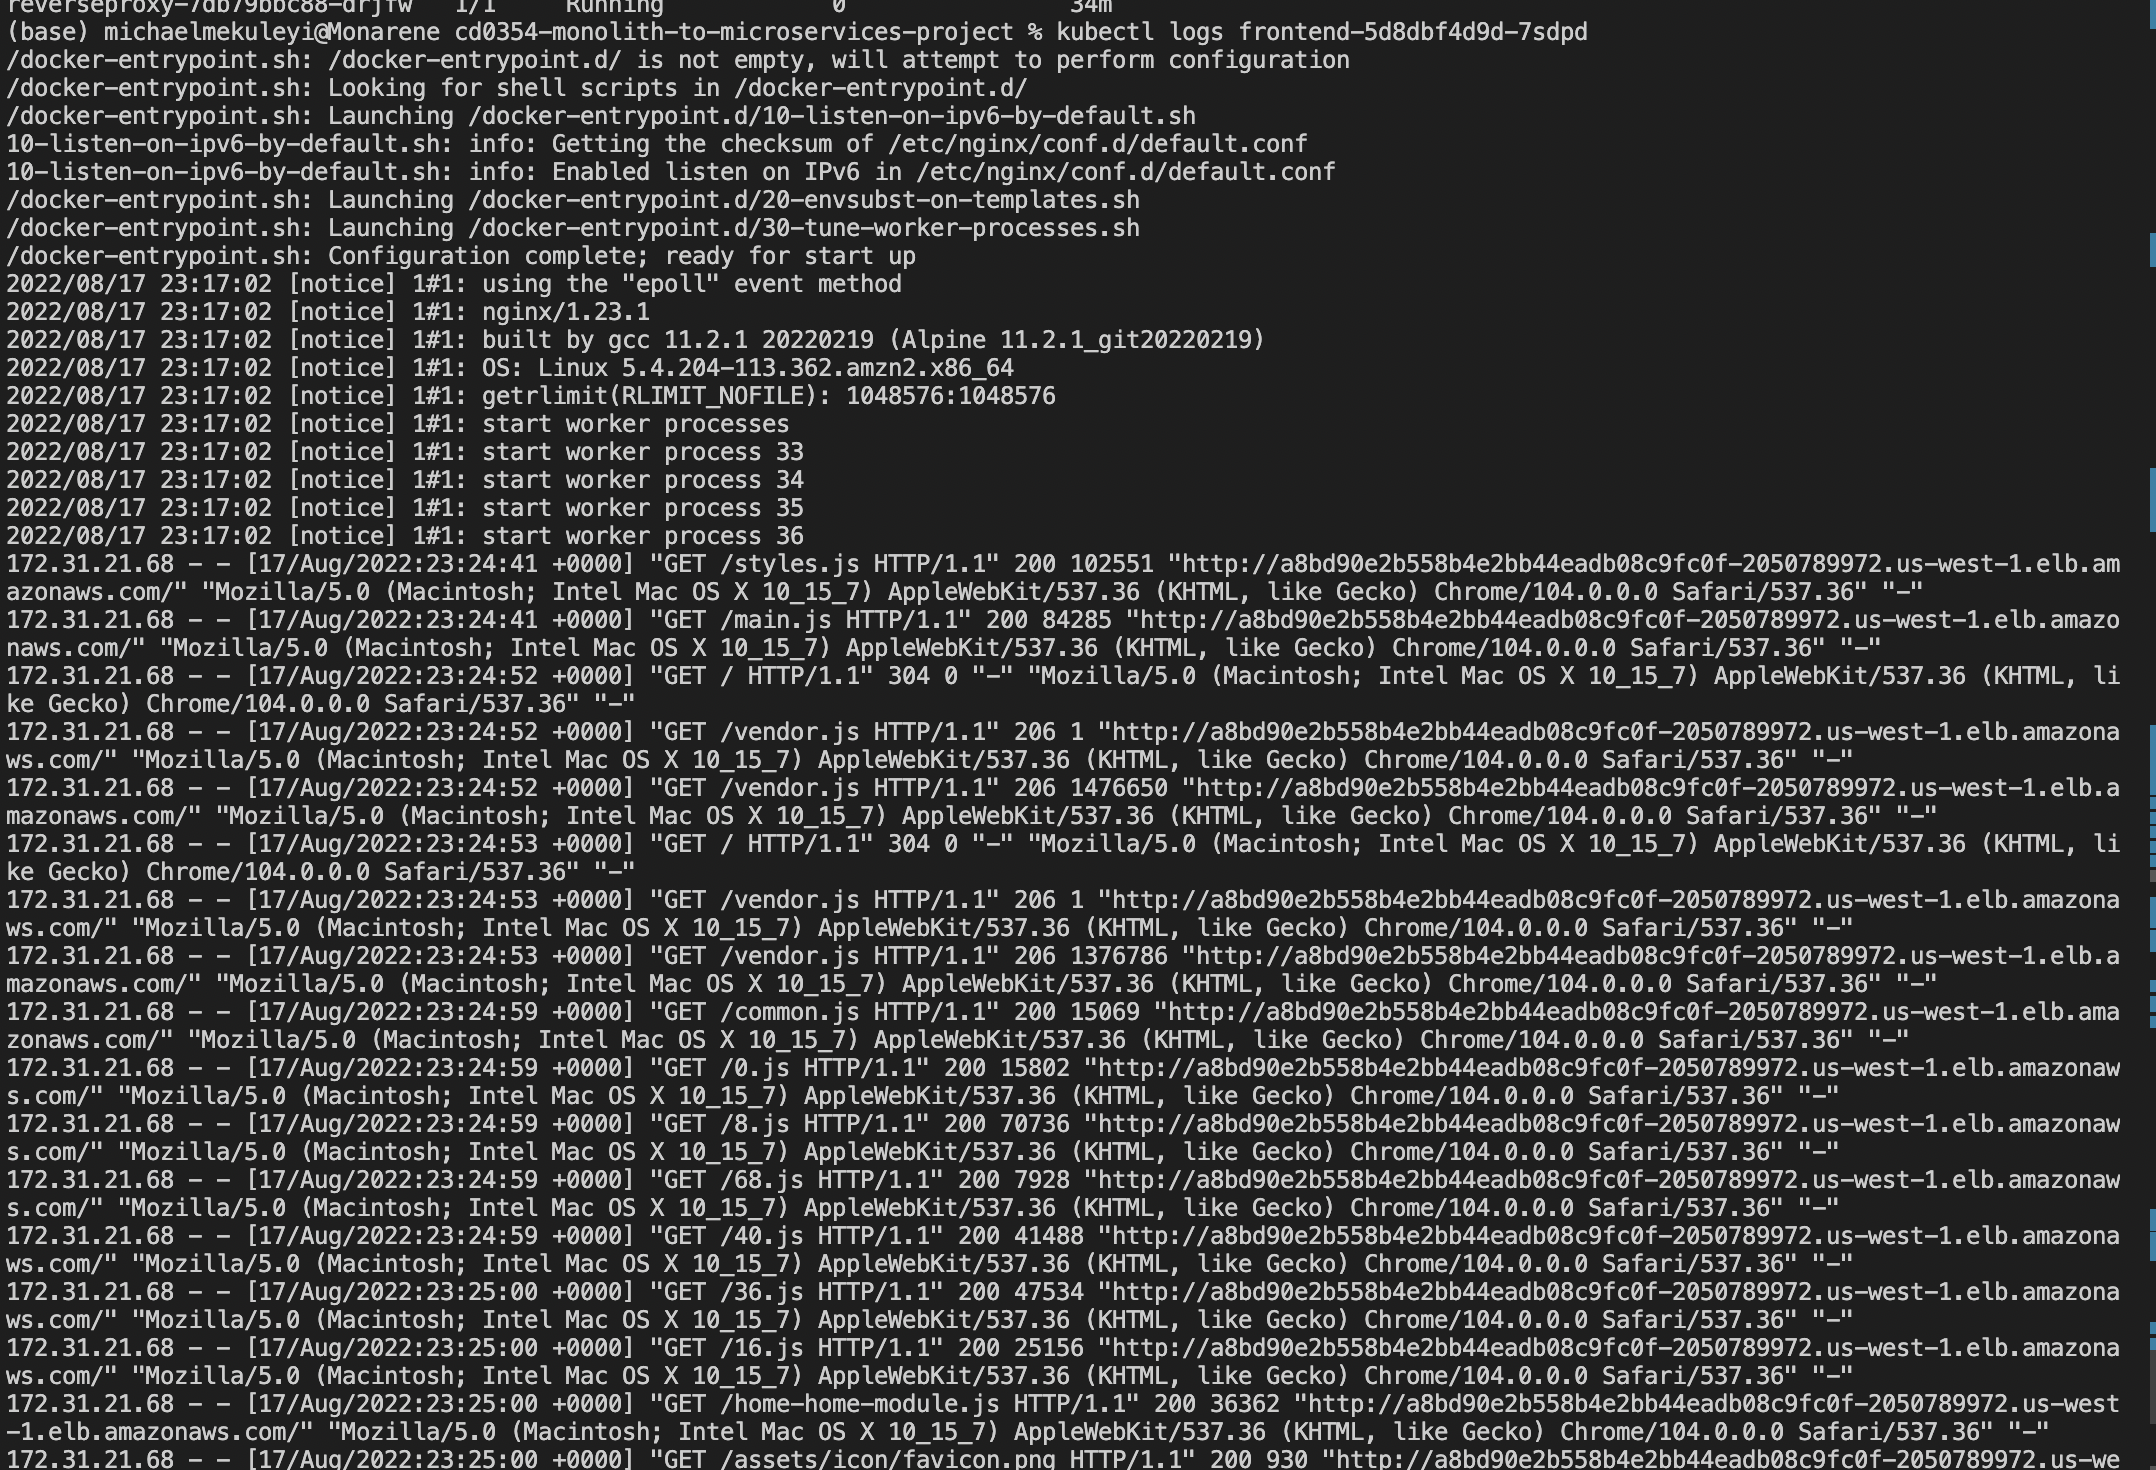 reverseproxy-7db79bbc88-drjfw   1/1     Running            0                34m
(base) michaelmekuleyi@Monarene cd0354-monolith-to-microservices-project % kubectl logs frontend-5d8dbf4d9d-7sdpd
/docker-entrypoint.sh: /docker-entrypoint.d/ is not empty, will attempt to perform configuration
/docker-entrypoint.sh: Looking for shell scripts in /docker-entrypoint.d/
/docker-entrypoint.sh: Launching /docker-entrypoint.d/10-listen-on-ipv6-by-default.sh
10-listen-on-ipv6-by-default.sh: info: Getting the checksum of /etc/nginx/conf.d/default.conf
10-listen-on-ipv6-by-default.sh: info: Enabled listen on IPv6 in /etc/nginx/conf.d/default.conf
/docker-entrypoint.sh: Launching /docker-entrypoint.d/20-envsubst-on-templates.sh
/docker-entrypoint.sh: Launching /docker-entrypoint.d/30-tune-worker-processes.sh
/docker-entrypoint.sh: Configuration complete; ready for start up
2022/08/17 23:17:02 [notice] 1#1: using the "epoll" event method
2022/08/17 23:17:02 [notice] 1#1: nginx/1.23.1
2022/08/17 23:17:02 [notice] 1#1: built by gcc 11.2.1 20220219 (Alpine 11.2.1_git20220219)
2022/08/17 23:17:02 [notice] 1#1: OS: Linux 5.4.204-113.362.amzn2.x86_64
2022/08/17 23:17:02 [notice] 1#1: getrlimit(RLIMIT_NOFILE): 1048576:1048576
2022/08/17 23:17:02 [notice] 1#1: start worker processes
2022/08/17 23:17:02 [notice] 1#1: start worker process 33
2022/08/17 23:17:02 [notice] 1#1: start worker process 34
2022/08/17 23:17:02 [notice] 1#1: start worker process 35
2022/08/17 23:17:02 [notice] 1#1: start worker process 36
172.31.21.68 - - [17/Aug/2022:23:24:41 +0000] "GET /styles.js HTTP/1.1" 200 102551 "http://a8bd90e2b558b4e2bb44eadb08c9fc0f-2050789972.us-west-1.elb.am
azonaws.com/" "Mozilla/5.0 (Macintosh; Intel Mac OS X 10_15_7) AppleWebKit/537.36 (KHTML, like Gecko) Chrome/104.0.0.0 Safari/537.36" "-"
172.31.21.68 - - [17/Aug/2022:23:24:41 +0000] "GET /main.js HTTP/1.1" 200 84285 "http://a8bd90e2b558b4e2bb44eadb08c9fc0f-2050789972.us-west-1.elb.amazo
naws.com/" "Mozilla/5.0 (Macintosh; Intel Mac OS X 10_15_7) AppleWebKit/537.36 (KHTML, like Gecko) Chrome/104.0.0.0 Safari/537.36" "-"
172.31.21.68 - - [17/Aug/2022:23:24:52 +0000] "GET / HTTP/1.1" 304 0 "-" "Mozilla/5.0 (Macintosh; Intel Mac OS X 10_15_7) AppleWebKit/537.36 (KHTML, li
ke Gecko) Chrome/104.0.0.0 Safari/537.36" "-"
172.31.21.68 - - [17/Aug/2022:23:24:52 +0000] "GET /vendor.js HTTP/1.1" 206 1 "http://a8bd90e2b558b4e2bb44eadb08c9fc0f-2050789972.us-west-1.elb.amazona
ws.com/" "Mozilla/5.0 (Macintosh; Intel Mac OS X 10_15_7) AppleWebKit/537.36 (KHTML, like Gecko) Chrome/104.0.0.0 Safari/537.36" "-"
172.31.21.68 - - [17/Aug/2022:23:24:52 +0000] "GET /vendor.js HTTP/1.1" 206 1476650 "http://a8bd90e2b558b4e2bb44eadb08c9fc0f-2050789972.us-west-1.elb.a
mazonaws.com/" "Mozilla/5.0 (Macintosh; Intel Mac OS X 10_15_7) AppleWebKit/537.36 (KHTML, like Gecko) Chrome/104.0.0.0 Safari/537.36" "-"
172.31.21.68 - - [17/Aug/2022:23:24:53 +0000] "GET / HTTP/1.1" 304 0 "-" "Mozilla/5.0 (Macintosh; Intel Mac OS X 10_15_7) AppleWebKit/537.36 (KHTML, li
ke Gecko) Chrome/104.0.0.0 Safari/537.36" "-"
172.31.21.68 - - [17/Aug/2022:23:24:53 +0000] "GET /vendor.js HTTP/1.1" 206 1 "http://a8bd90e2b558b4e2bb44eadb08c9fc0f-2050789972.us-west-1.elb.amazona
ws.com/" "Mozilla/5.0 (Macintosh; Intel Mac OS X 10_15_7) AppleWebKit/537.36 (KHTML, like Gecko) Chrome/104.0.0.0 Safari/537.36" "-"
172.31.21.68 - - [17/Aug/2022:23:24:53 +0000] "GET /vendor.js HTTP/1.1" 206 1376786 "http://a8bd90e2b558b4e2bb44eadb08c9fc0f-2050789972.us-west-1.elb.a
mazonaws.com/" "Mozilla/5.0 (Macintosh; Intel Mac OS X 10_15_7) AppleWebKit/537.36 (KHTML, like Gecko) Chrome/104.0.0.0 Safari/537.36" "-"
172.31.21.68 - - [17/Aug/2022:23:24:59 +0000] "GET /common.js HTTP/1.1" 200 15069 "http://a8bd90e2b558b4e2bb44eadb08c9fc0f-2050789972.us-west-1.elb.ama
zonaws.com/" "Mozilla/5.0 (Macintosh; Intel Mac OS X 10_15_7) AppleWebKit/537.36 (KHTML, like Gecko) Chrome/104.0.0.0 Safari/537.36" "-"
172.31.21.68 - - [17/Aug/2022:23:24:59 +0000] "GET /0.js HTTP/1.1" 200 15802 "http://a8bd90e2b558b4e2bb44eadb08c9fc0f-2050789972.us-west-1.elb.amazonaw
s.com/" "Mozilla/5.0 (Macintosh; Intel Mac OS X 10_15_7) AppleWebKit/537.36 (KHTML, like Gecko) Chrome/104.0.0.0 Safari/537.36" "-"
172.31.21.68 - - [17/Aug/2022:23:24:59 +0000] "GET /8.js HTTP/1.1" 200 70736 "http://a8bd90e2b558b4e2bb44eadb08c9fc0f-2050789972.us-west-1.elb.amazonaw
s.com/" "Mozilla/5.0 (Macintosh; Intel Mac OS X 10_15_7) AppleWebKit/537.36 (KHTML, like Gecko) Chrome/104.0.0.0 Safari/537.36" "-"
172.31.21.68 - - [17/Aug/2022:23:24:59 +0000] "GET /68.js HTTP/1.1" 200 7928 "http://a8bd90e2b558b4e2bb44eadb08c9fc0f-2050789972.us-west-1.elb.amazonaw
s.com/" "Mozilla/5.0 (Macintosh; Intel Mac OS X 10_15_7) AppleWebKit/537.36 (KHTML, like Gecko) Chrome/104.0.0.0 Safari/537.36" "-"
172.31.21.68 - - [17/Aug/2022:23:24:59 +0000] "GET /40.js HTTP/1.1" 200 41488 "http://a8bd90e2b558b4e2bb44eadb08c9fc0f-2050789972.us-west-1.elb.amazona
ws.com/" "Mozilla/5.0 (Macintosh; Intel Mac OS X 10_15_7) AppleWebKit/537.36 (KHTML, like Gecko) Chrome/104.0.0.0 Safari/537.36" "-"
172.31.21.68 - - [17/Aug/2022:23:25:00 +0000] "GET /36.js HTTP/1.1" 200 47534 "http://a8bd90e2b558b4e2bb44eadb08c9fc0f-2050789972.us-west-1.elb.amazona
ws.com/" "Mozilla/5.0 (Macintosh; Intel Mac OS X 10_15_7) AppleWebKit/537.36 (KHTML, like Gecko) Chrome/104.0.0.0 Safari/537.36" "-"
172.31.21.68 - - [17/Aug/2022:23:25:00 +0000] "GET /16.js HTTP/1.1" 200 25156 "http://a8bd90e2b558b4e2bb44eadb08c9fc0f-2050789972.us-west-1.elb.amazona
ws.com/" "Mozilla/5.0 (Macintosh; Intel Mac OS X 10_15_7) AppleWebKit/537.36 (KHTML, like Gecko) Chrome/104.0.0.0 Safari/537.36" "-"
172.31.21.68 - - [17/Aug/2022:23:25:00 +0000] "GET /home-home-module.js HTTP/1.1" 200 36362 "http://a8bd90e2b558b4e2bb44eadb08c9fc0f-2050789972.us-west
-1.elb.amazonaws.com/" "Mozilla/5.0 (Macintosh; Intel Mac OS X 10_15_7) AppleWebKit/537.36 (KHTML, like Gecko) Chrome/104.0.0.0 Safari/537.36" "-"
172.31.21.68 - - [17/Aug/2022:23:25:00 +0000] "GET /assets/icon/favicon.png HTTP/1.1" 200 930 "http://a8bd90e2b558b4e2bb44eadb08c9fc0f-2050789972.us-we